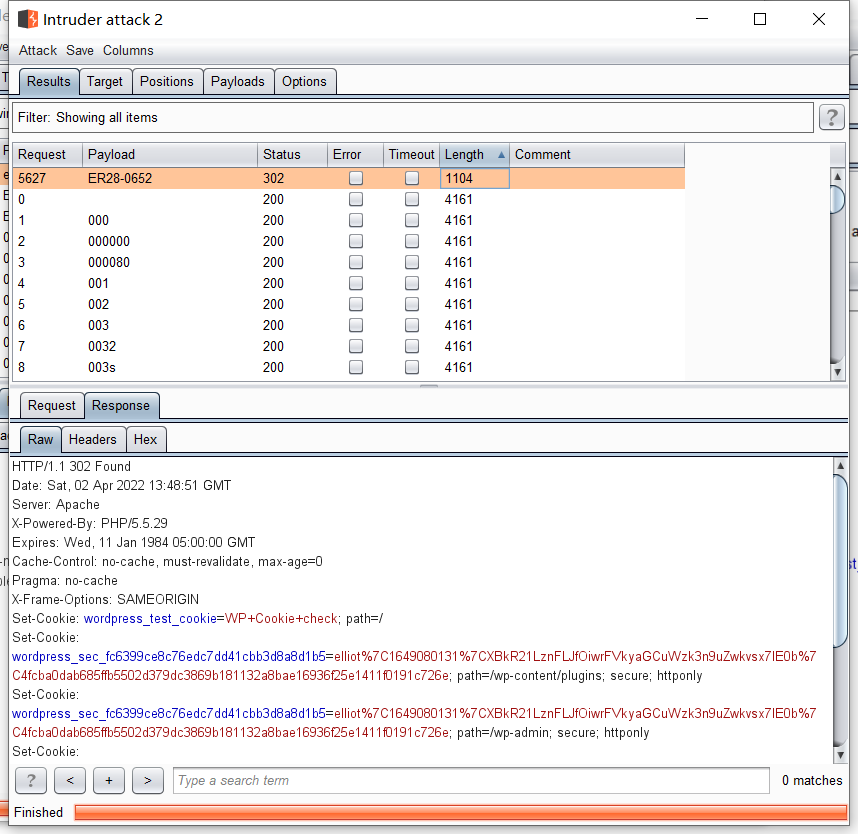 Intruder attack 2
Attack Save Columns
Results Target Positions Payloads Options
Filter: Showing all items ?
Request Payload Status Error Timeout Length Comment
5627 ER28-0652 302 1104
0 200 4161
1 000 200 4161
2 000000 200 4161
3 000080 200 4161
4 001 200 4161
5 002 200 4161
6 003 200 4161
7 0032 200 4161
8 003s 200 4161
Request Response
Raw Headers Hex
HTTP/1.1 302 Found
Date: Sat, 02 Apr 2022 13:48:51 GMT
Server: Apache
X-Powered-By: PHP/5.5.29
Expires: Wed, 11 Jan 1984 05:00:00 GMT
Cache-Control: no-cache, must-revalidate, max-age=0
Pragma: no-cache
X-Frame-Options: SAMEORIGIN
Set-Cookie: wordpress_test_cookie=WP+Cookie+check; path=/
Set-Cookie:
wordpress_sec_fc6399ce8c76edc7dd41cbb3d8a8d1b5=elliot%7C1649080131%7CXBkR21LznFLJfOiwrFVkyaGCuWzk3n9uZwkvsx7IE0b%7
C4fcba0dab685ffb5502d379dc3869b181132a8bae16936f25e1411f0191c726e; path=/wp-content/plugins; secure; httponly
Set-Cookie:
wordpress_sec_fc6399ce8c76edc7dd41cbb3d8a8d1b5=elliot%7C1649080131%7CXBkR21LznFLJfOiwrFVkyaGCuWzk3n9uZwkvsx7IE0b%7
C4fcba0dab685ffb5502d379dc3869b181132a8bae16936f25e1411f0191c726e; path=/wp-admin; secure; httponly
Set-Cookie:
? < + > Type a search term 0 matches
Finished